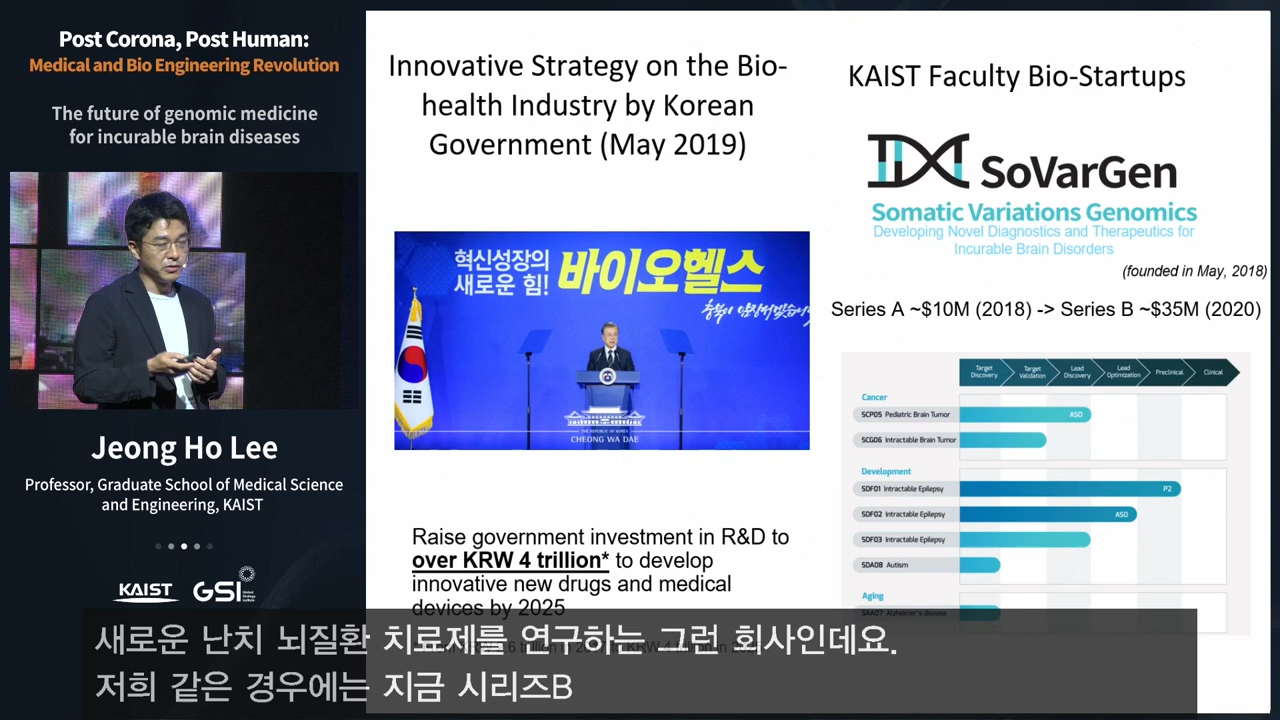 Post Corona, Post Human:
Medical and Bio Engineering Revolution
The future of genomic medicine
for incurable brain diseases
Jeong Ho Lee
Professor, Graduate School of Medical Science
and Engineering, KAIST
KAIST GSI
Innovative Strategy on the Bio-
health Industry by Korean
Government (May 2019)
혁신성장의
새로운 힘!
바이오헬스
THE REPUBLIC OF KOREA
CHEONG WA DAE
Raise government investment in R&D to
over KRW 4 trillion* to develop
innovative new drugs and medical
devices by 2025
KAIST Faculty Bio-Startups
SoVarGen
Somatic Variations Genomics
Developing Novel Diagnostics and Therapeutics for
Incurable Brain Disorders
(founded in May, 2018)
Series A ~$10M (2018) -> Series B ~$35M (2020)
Target Discovery
Target Validation
Lead Discovery
Lead Optimization
Preclinical
Clinical
Cancer
SCP05 Pediatric Brain Tumor ASO
SCG06 Intractable Brain Tumor
Development
SDF01 Intractable Epilepsy P2
SDF02 Intractable Epilepsy ASO
SDF03 Intractable Epilepsy
SDA08 Autism
Aging
SAA07 Alzheimer's disease
새로운 난치 뇌질환 치료제를 연구하는 그런 회사인데요.
저희 같은 경우에는 지금 시리즈B